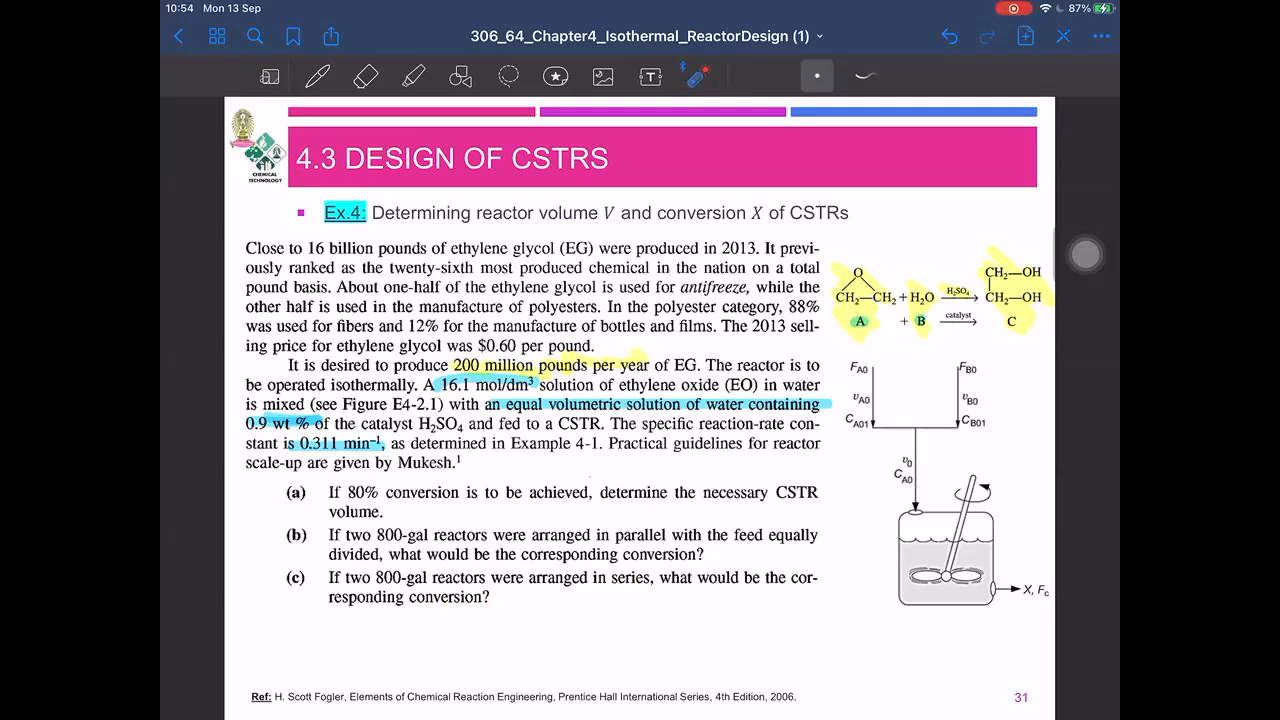 10:54 Mon 13 Sep
87%
306_64_Chapter4_Isothermal_ReactorDesign (1)
CHEMICAL
TECHNOLOGY
4.3 DESIGN OF CSTRS
Ex.4: Determining reactor volume V and conversion X of CSTRs
Close to 16 billion pounds of ethylene glycol (EG) were produced in 2013. It previ-
ously ranked as the twenty-sixth most produced chemical in the nation on a total
pound basis. About one-half of the ethylene glycol is used for antifreeze, while the
other half is used in the manufacture of polyesters. In the polyester category, 88%
was used for fibers and 12% for the manufacture of bottles and films. The 2013 sell-
ing price for ethylene glycol was $0.60 per pound.
It is desired to produce 200 million pounds per year of EG. The reactor is to
be operated isothermally. A 16.1 mol/dm³ solution of ethylene oxide (EO) in water
is mixed (see Figure E4-2.1) with an equal volumetric solution of water containing
0.9 wt % of the catalyst H₂SO₄ and fed to a CSTR. The specific reaction-rate con-
stant is 0.311 min⁻¹, as determined in Example 4-1. Practical guidelines for reactor
scale-up are given by Mukesh.¹
(a) If 80% conversion is to be achieved, determine the necessary CSTR
volume.
(b) If two 800-gal reactors were arranged in parallel with the feed equally
divided, what would be the corresponding conversion?
(c) If two 800-gal reactors were arranged in series, what would be the cor-
responding conversion?
O CH₂—OH
CH₂—CH₂ + H₂O H₂SO₄ CH₂—OH
A + B catalyst C
F_A0 F_B0
υ_A0 υ_B0
C_A01 C_B01
υ_0
C_A0
X, F_C
Ref: H. Scott Fogler, Elements of Chemical Reaction Engineering, Prentice Hall International Series, 4th Edition, 2006.
31